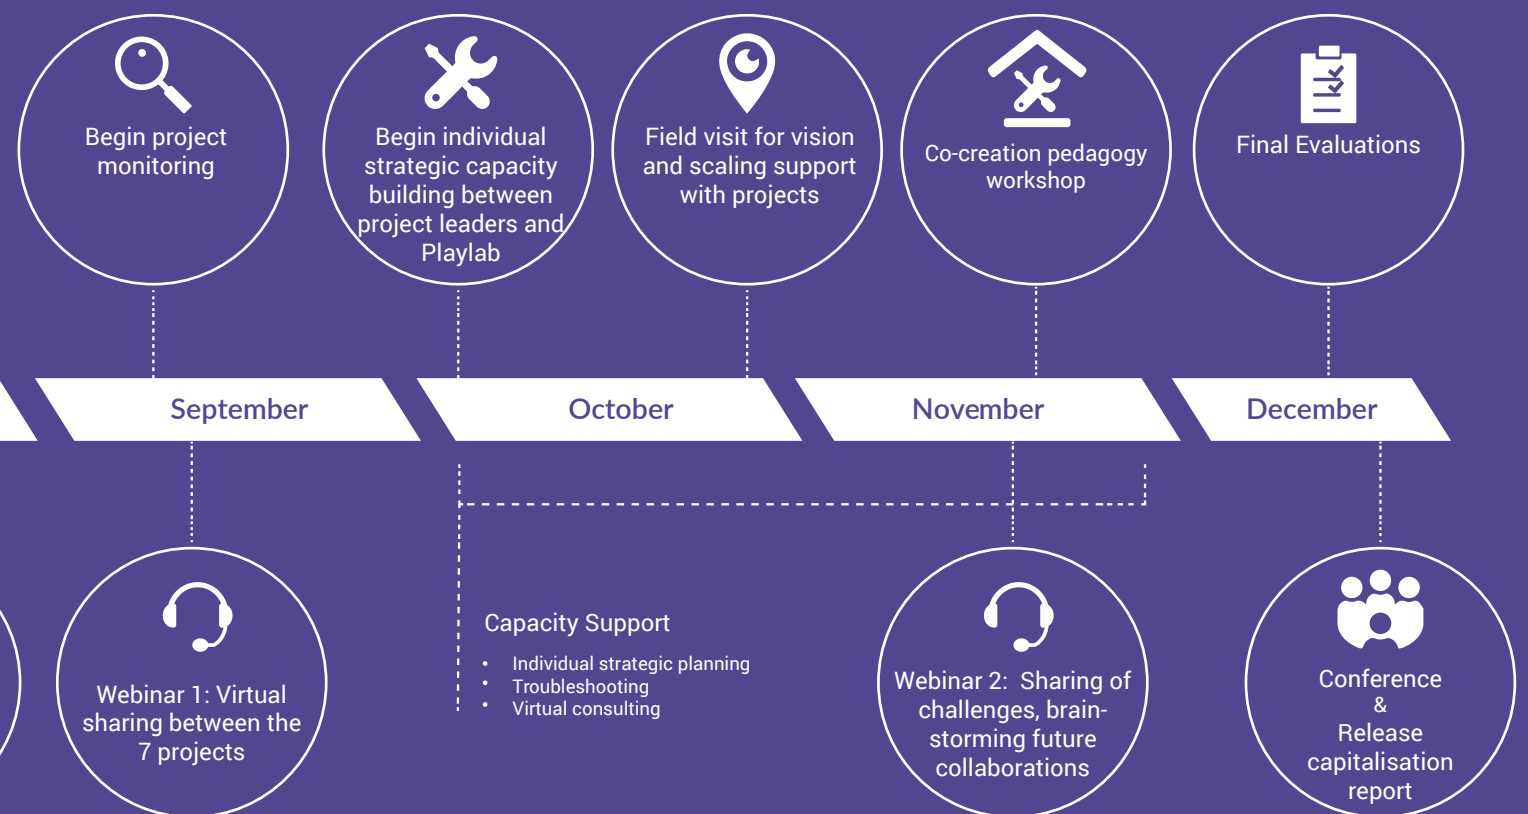 Begin project
monitoring
Begin individual
strategic capacity
building between
project leaders and
Playlab
Field visit for vision
and scaling support
with projects
Co-creation pedagogy
workshop
Final Evaluations
September
October
November
December
Webinar 1: Virtual
sharing between the
7 projects
Capacity Support
• Individual strategic planning
• Troubleshooting
• Virtual consulting
Webinar 2: Sharing of
challenges, brain-
storming future
collaborations
Conference
&
Release
capitalisation
report